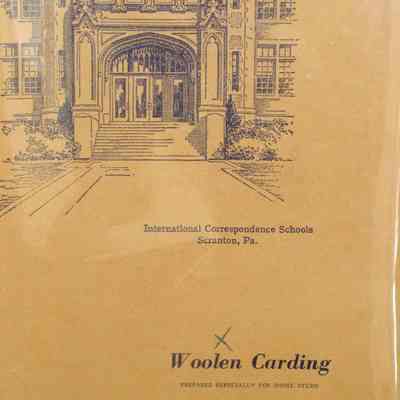 International Correspondence Schools
Scranton, Pa.
Woolen Carding
PREPARED ESPECIALLY FOR HOME STUDY